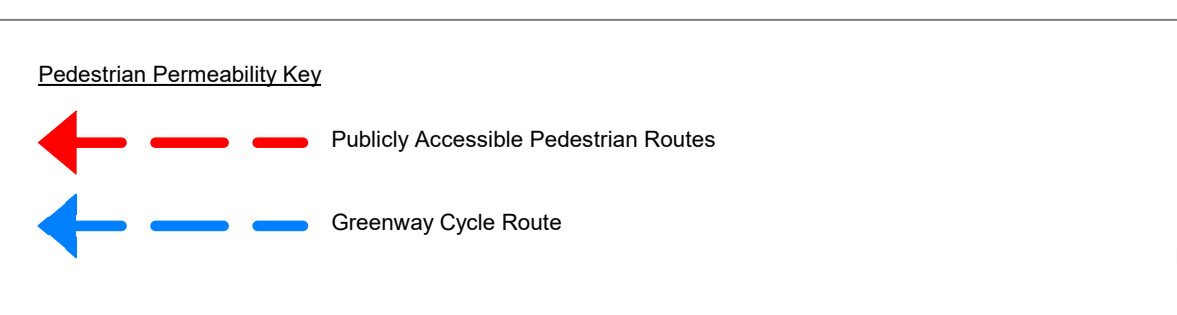 Pedestrian Permeability Key
Publicly Accessible Pedestrian Routes
Greenway Cycle Route